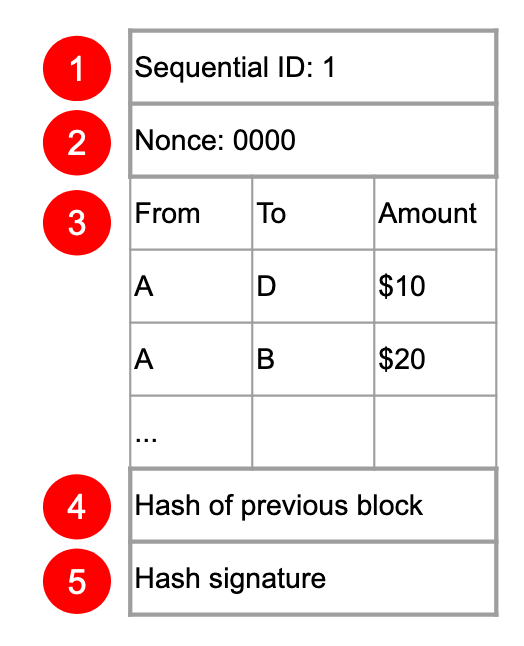 1 Sequential ID: 1
2 Nonce: 0000
3 From To Amount
A D $10
A B $20
...
4 Hash of previous block
5 Hash signature